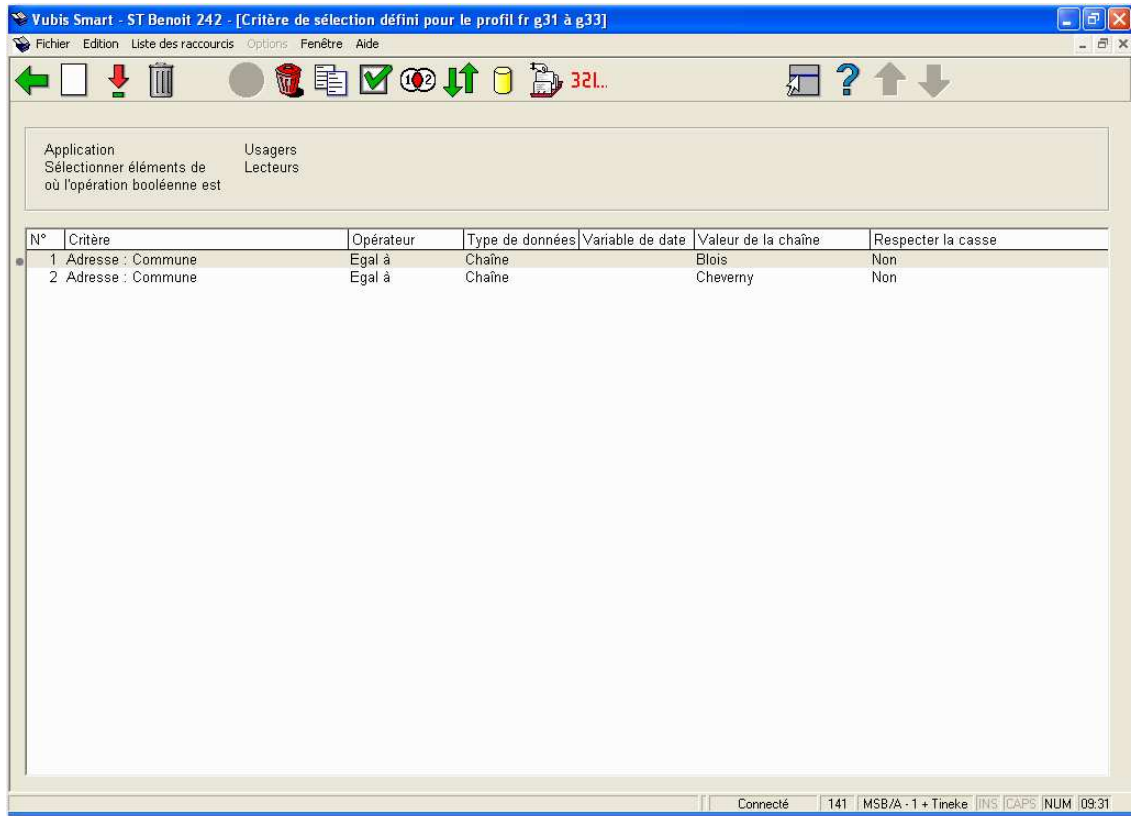 Vubis Smart - ST Benoit 242 - [Critère de sélection défini pour le profil fr g31 à g33]
Fichier Edition Liste des raccourcis Options Fenêtre Aide
1 2 32l...
Application Usagers
Sélectionner éléments de Lecteurs
où l'opération booléenne est
N° Critère Opérateur Type de données Variable de date Valeur de la chaîne Respecter la casse
1 Adresse : Commune Egal à Chaîne Blois Non
2 Adresse : Commune Egal à Chaîne Cheverny Non
Connecté 141 MSB/A - 1 + Tineke INS CAPS NUM 09:31